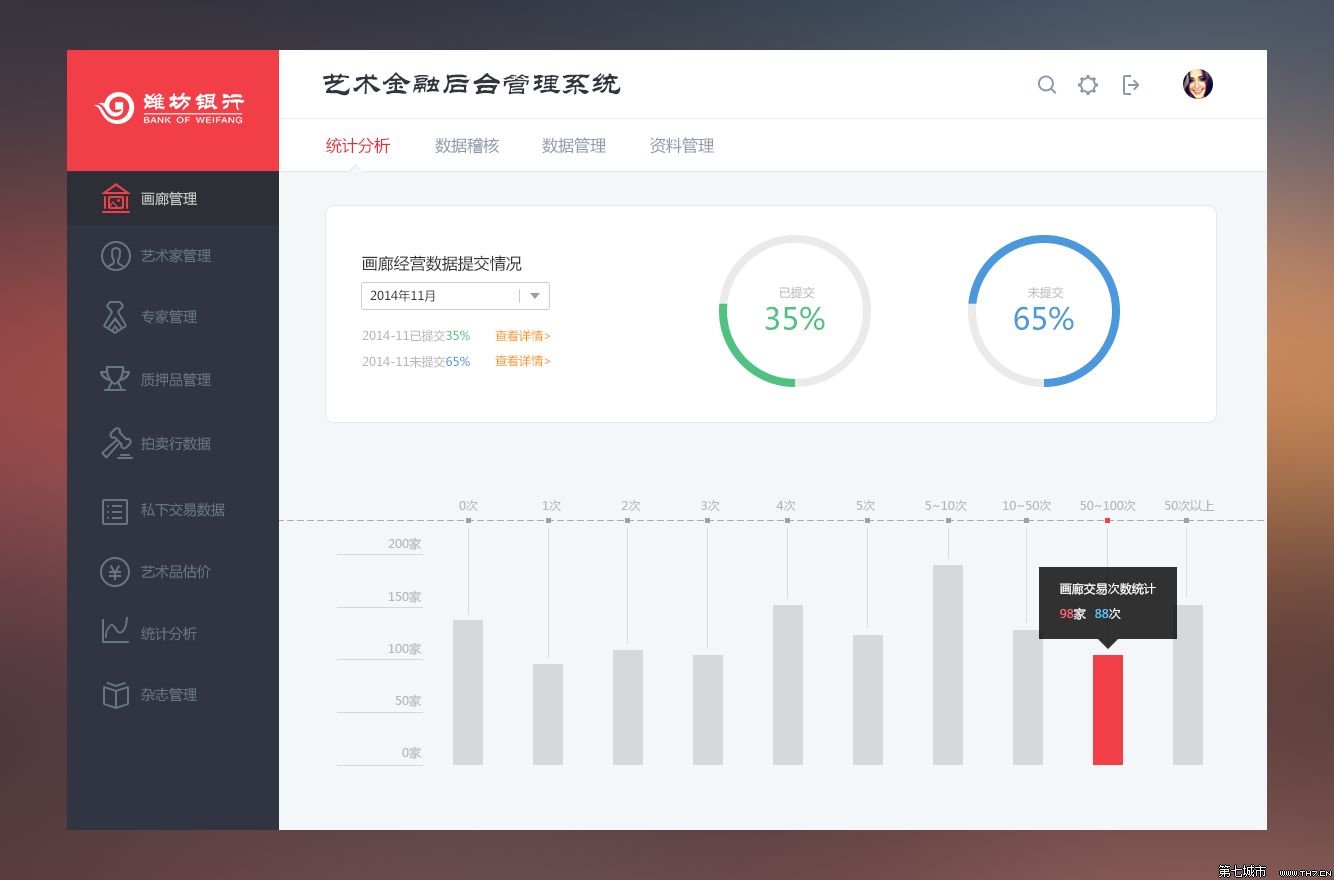 潍坊银行
BANK OF WEIFANG
艺术金融后台管理系统
统计分析 数据稽核 数据管理 资料管理
画廊管理
艺术家管理
专家管理
质押品管理
拍卖行数据
私下交易数据
艺术品估价
统计分析
杂志管理
画廊经营数据提交情况
2014年11月
2014-11已提交35% 查看详情>
2014-11未提交65% 查看详情>
已提交
35%
未提交
65%
0次 1次 2次 3次 4次 5次 5~10次 10~50次 50~100次 50次以上
200家
150家
100家
50家
0家
画廊交易次数统计
98家 88次
第七城市 WWW.TH7.CN